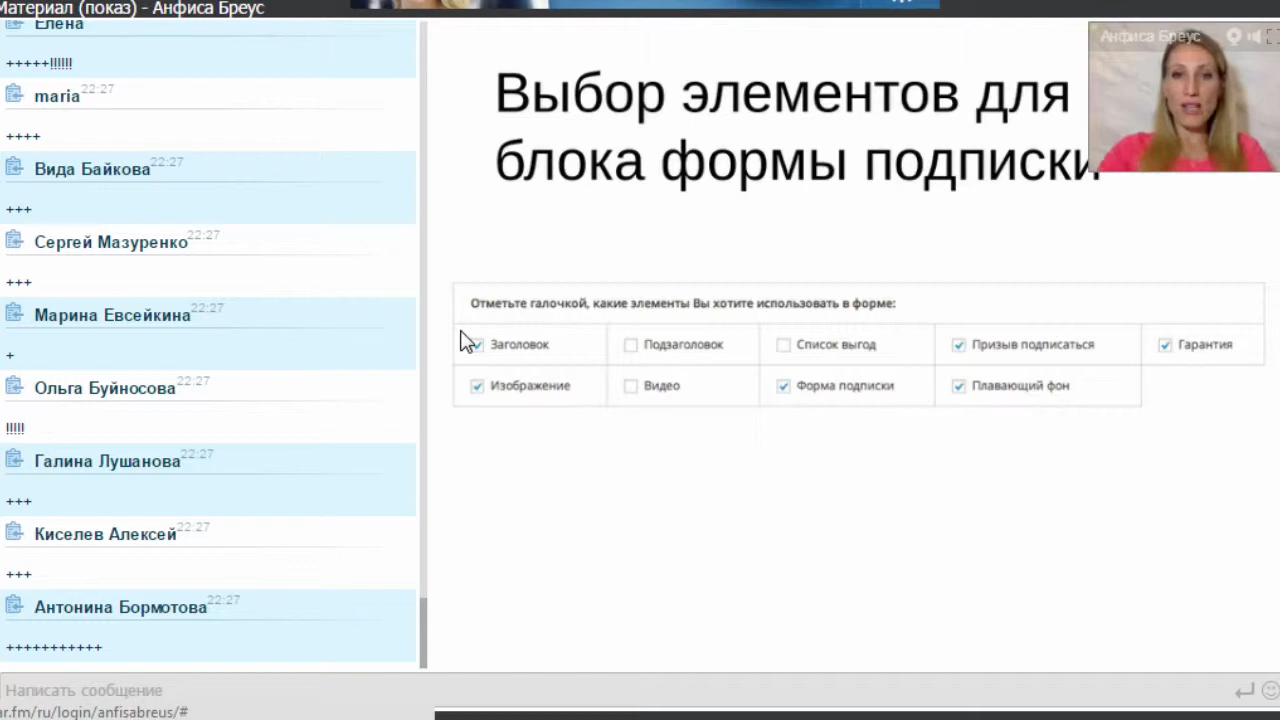 Материал (показ) - Анфиса Бреус
Елена
+++++!!!!!!
maria 22:27
++++
Вида Байкова 22:27
+++
Сергей Мазуренко 22:27
+++
Марина Евсейкина 22:27
+
Ольга Буйносова 22:27
!!!!!
Галина Лушанова 22:27
+++
Киселев Алексей 22:27
+++
Антонина Бормотова 22:27
+++++++++++
Написать сообщение
ar.fm/ru/login/anfisabreus/#
Анфиса Бреус
Выбор элементов для
блока формы подписки
Отметьте галочкой, какие элементы Вы хотите использовать в форме:
Заголовок Подзаголовок Список выгод Призыв подписаться Гарантия
Изображение Видео Форма подписки Плавающий фон